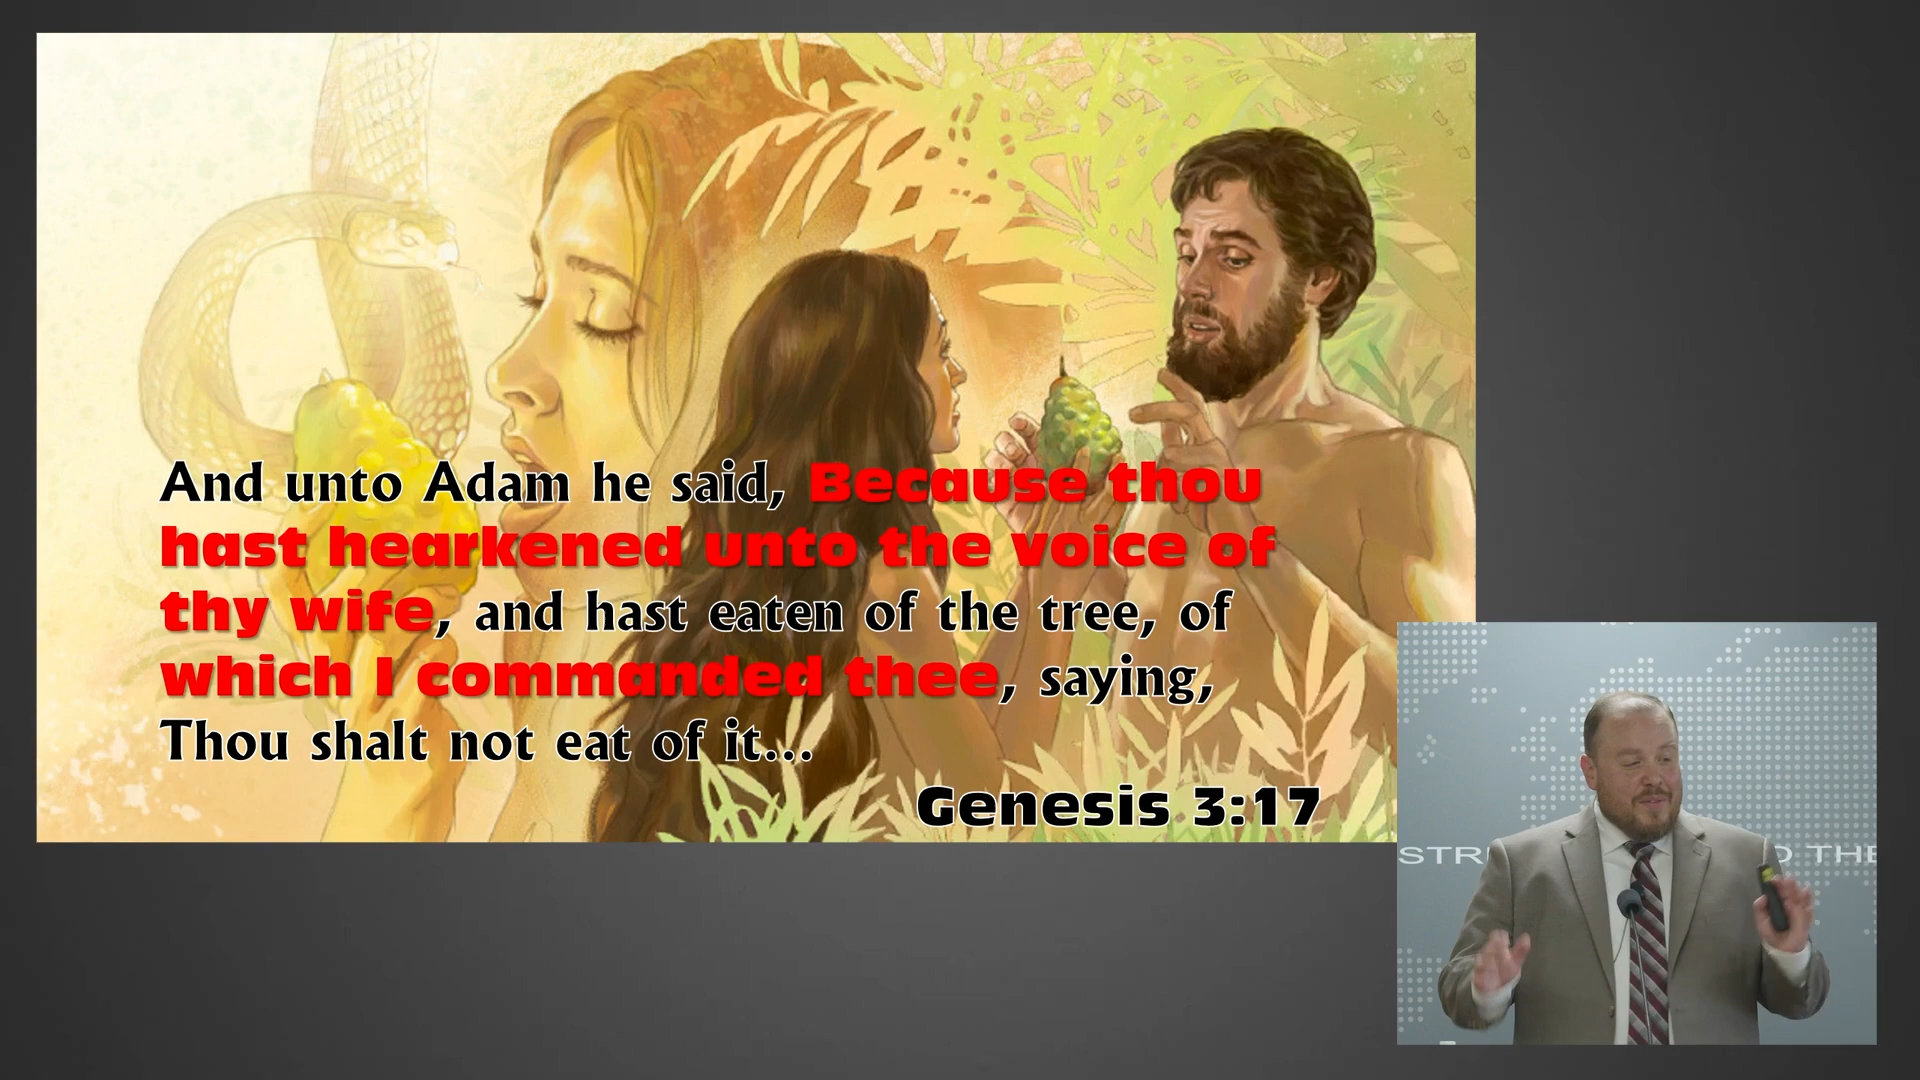 And unto Adam he said, Because thou
hast hearkened unto the voice of
thy wife, and hast eaten of the tree, of
which I commanded thee, saying,
Thou shalt not eat of it...
Genesis 3:17
THE